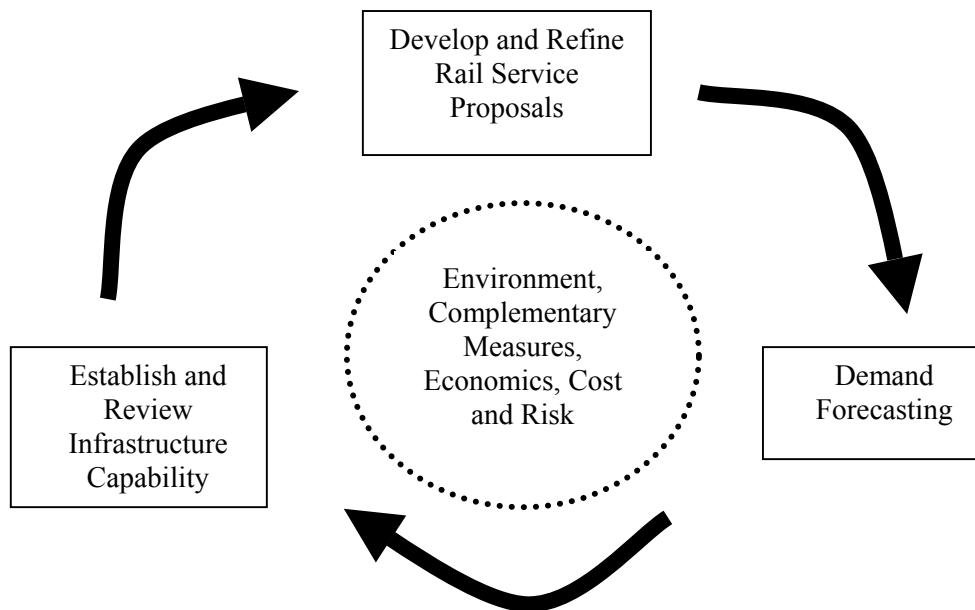 Develop and Refine
Rail Service
Proposals
Environment,
Complementary
Measures,
Economics, Cost
and Risk
Establish and
Review
Infrastructure
Capability
Demand
Forecasting